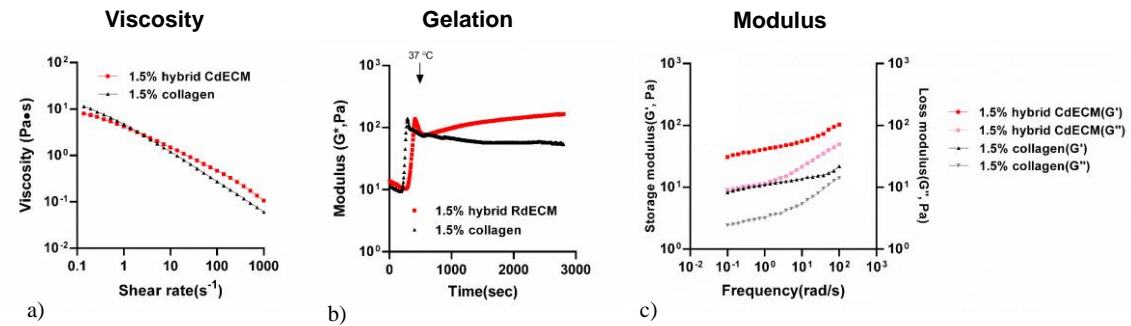 Viscosity
10²
10¹
10⁰
10⁻¹
10⁻²
Viscosity (Pa•s)
1.5% hybrid CdECM
1.5% collagen
0.1
1
10
100
1000
Shear rate(s⁻¹)
a)
Gelation
37 °C
10³
10²
10¹
10⁰
Modulus (G*,Pa)
1.5% hybrid RdECM
1.5% collagen
0
1000
2000
3000
Time(sec)
b)
Modulus
10³
10²
10¹
10⁰
Storage modulus(G', Pa)
10³
10²
10¹
10⁰
Loss modulus(G'', Pa)
10⁻²
10⁻¹
10⁰
10¹
10²
10³
Frequency(rad/s)
1.5% hybrid CdECM(G')
1.5% hybrid CdECM(G'')
1.5% collagen(G')
1.5% collagen(G'')
c)